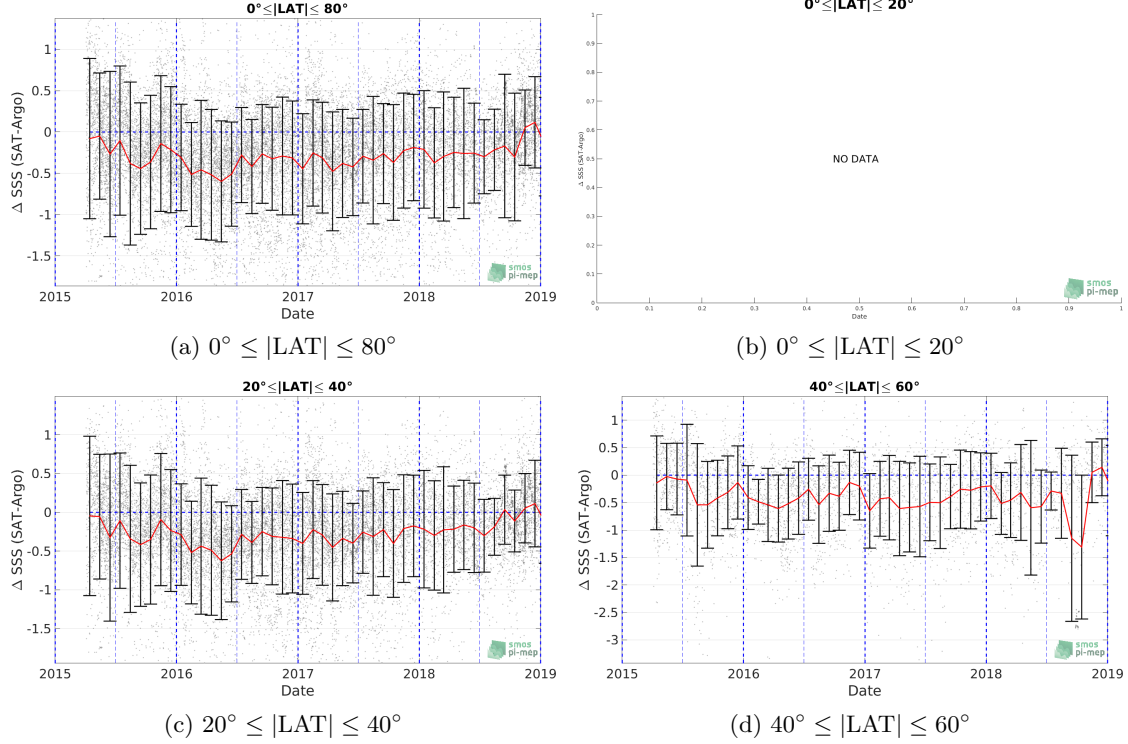 0°≤|LAT|≤ 80°
Δ SSS (SAT-Argo)
1
0.5
0
-0.5
-1
-1.5
2015 2016 2017 2018 2019
Date
smos
pi-mep
(a) 0° ≤ |LAT| ≤ 80°
0°≤|LAT|≤ 20°
Δ SSS (SAT-Argo)
1
0.9
0.8
0.7
0.6
0.5
0.4
0.3
0.2
0.1
0
NO DATA
0 0.1 0.2 0.3 0.4 0.5 0.6 0.7 0.8 0.9 1
Date
smos
pi-mep
(b) 0° ≤ |LAT| ≤ 20°
20°≤|LAT|≤ 40°
Δ SSS (SAT-Argo)
1
0.5
0
-0.5
-1
-1.5
2015 2016 2017 2018 2019
Date
smos
pi-mep
(c) 20° ≤ |LAT| ≤ 40°
40°≤|LAT|≤ 60°
Δ SSS (SAT-Argo)
1
0.5
0
-0.5
-1
-1.5
-2
-2.5
-3
2015 2016 2017 2018 2019
Date
smos
pi-mep
(d) 40° ≤ |LAT| ≤ 60°